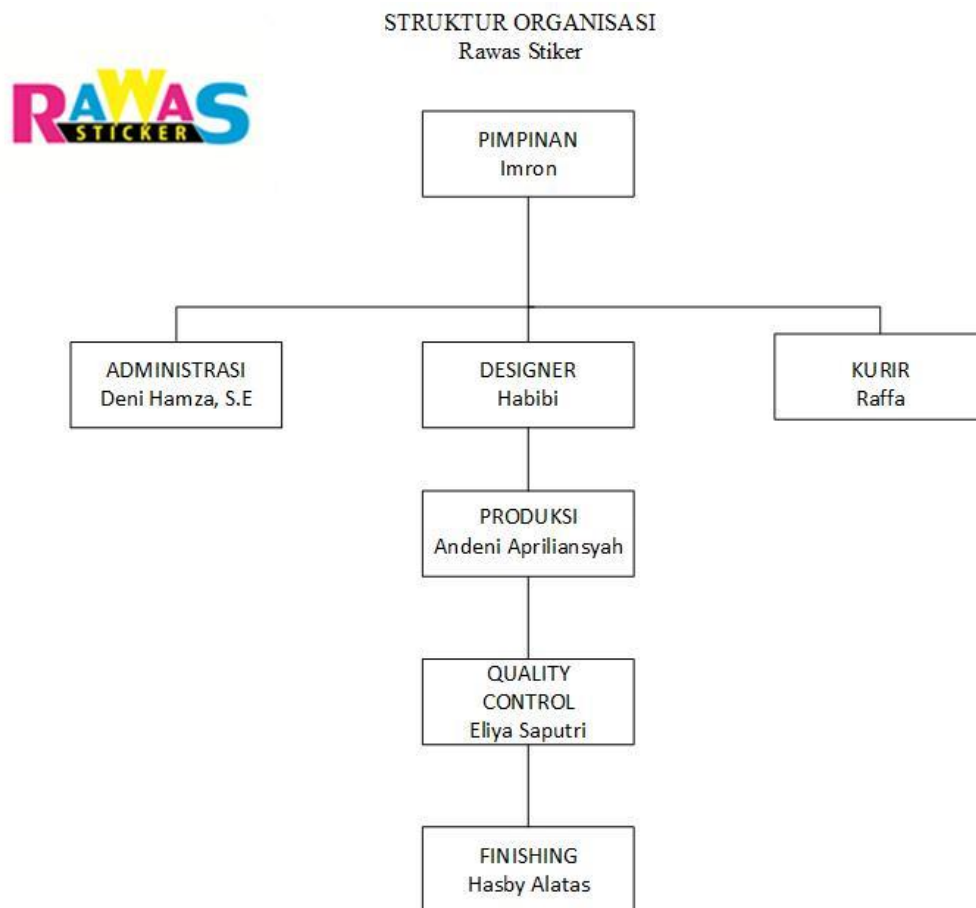 STRUKTUR ORGANISASI
Rawas Stiker
RAWAS
STICKER
PIMPINAN
Imron
ADMINISTRASI
Deni Hamza, S.E
DESIGNER
Habibi
KURIR
Raffa
PRODUKSI
Andeni Apriliansyah
QUALITY
CONTROL
Eliya Saputri
FINISHING
Hasby Alatas